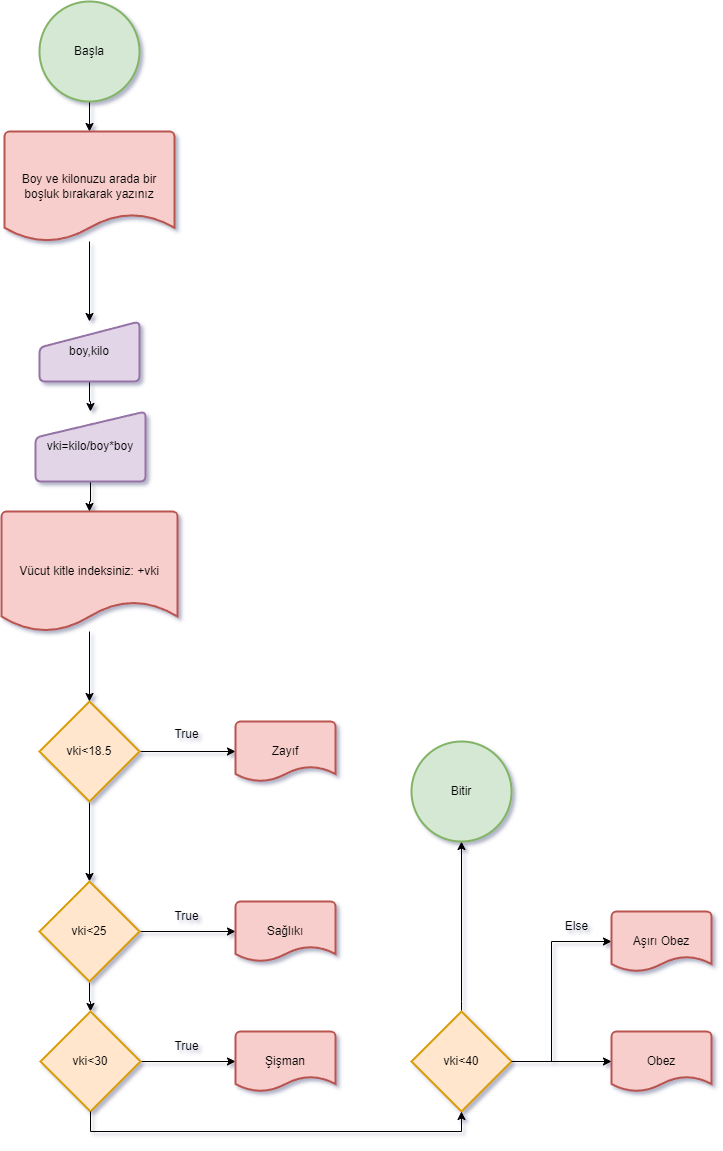 Başla
Boy ve kilonuzu arada bir
boşluk bırakarak yazınız
boy,kilo
vki=kilo/boy*boy
Vücut kitle indeksiniz: +vki
vki<18.5
True
Zayıf
vki<25
True
Sağlıkı
vki<30
True
Şişman
Bitir
vki<40
Else
Aşırı Obez
Obez